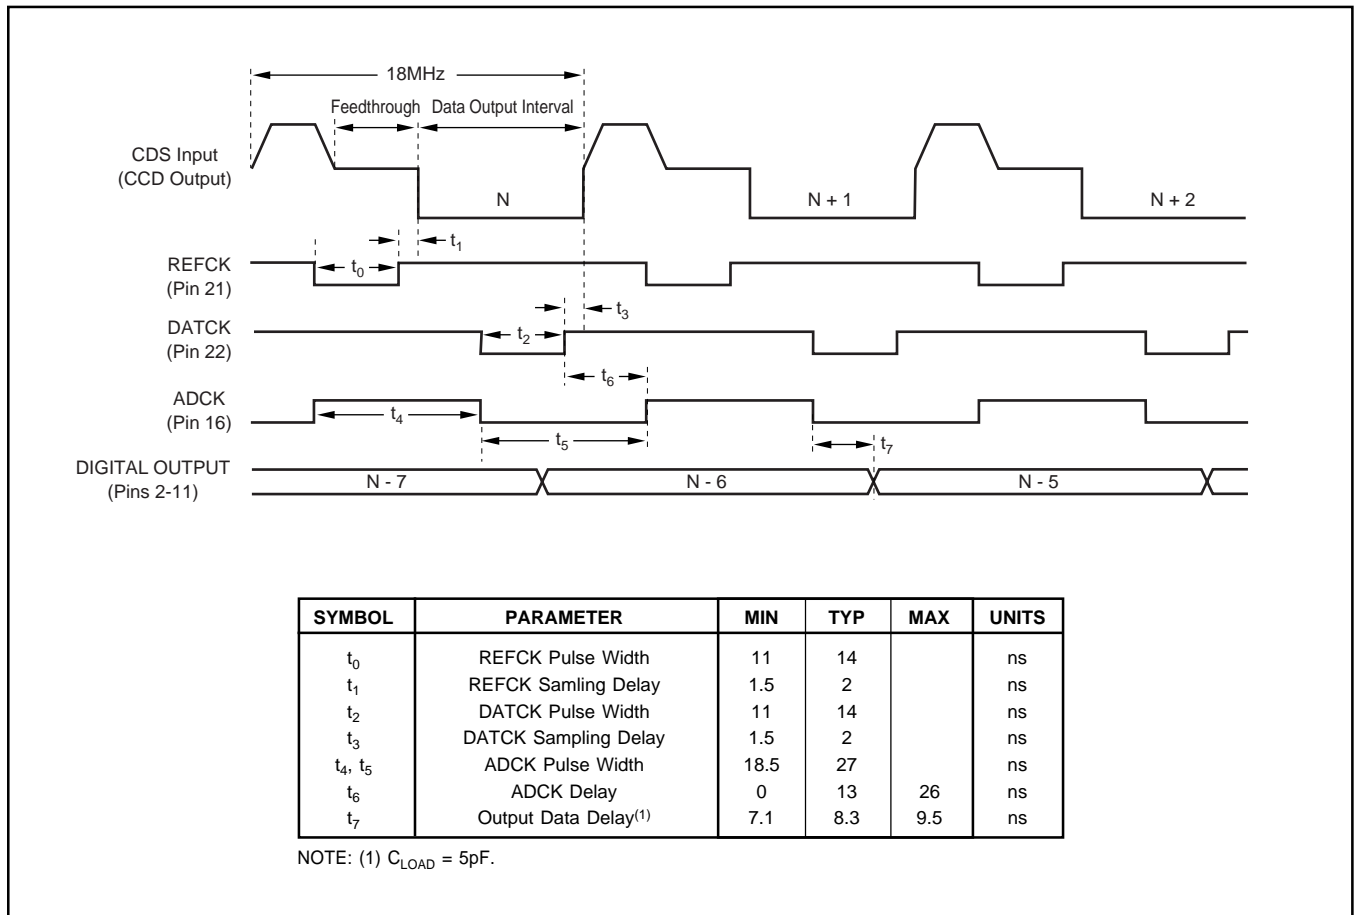 18MHz
Feedthrough Data Output Interval
CDS Input
(CCD Output)
N
N + 1
N + 2
t1
REFCK
(Pin 21)
t0
t3
DATCK
(Pin 22)
t2
t6
ADCK
(Pin 16)
t4
t5
t7
DIGITAL OUTPUT
(Pins 2-11)
N - 7
N - 6
N - 5
SYMBOL PARAMETER MIN TYP MAX UNITS
t0 REFCK Pulse Width 11 14 ns
t1 REFCK Samling Delay 1.5 2 ns
t2 DATCK Pulse Width 11 14 ns
t3 DATCK Sampling Delay 1.5 2 ns
t4, t5 ADCK Pulse Width 18.5 27 ns
t6 ADCK Delay 0 13 26 ns
t7 Output Data Delay(1) 7.1 8.3 9.5 ns
NOTE: (1) CLOAD = 5pF.